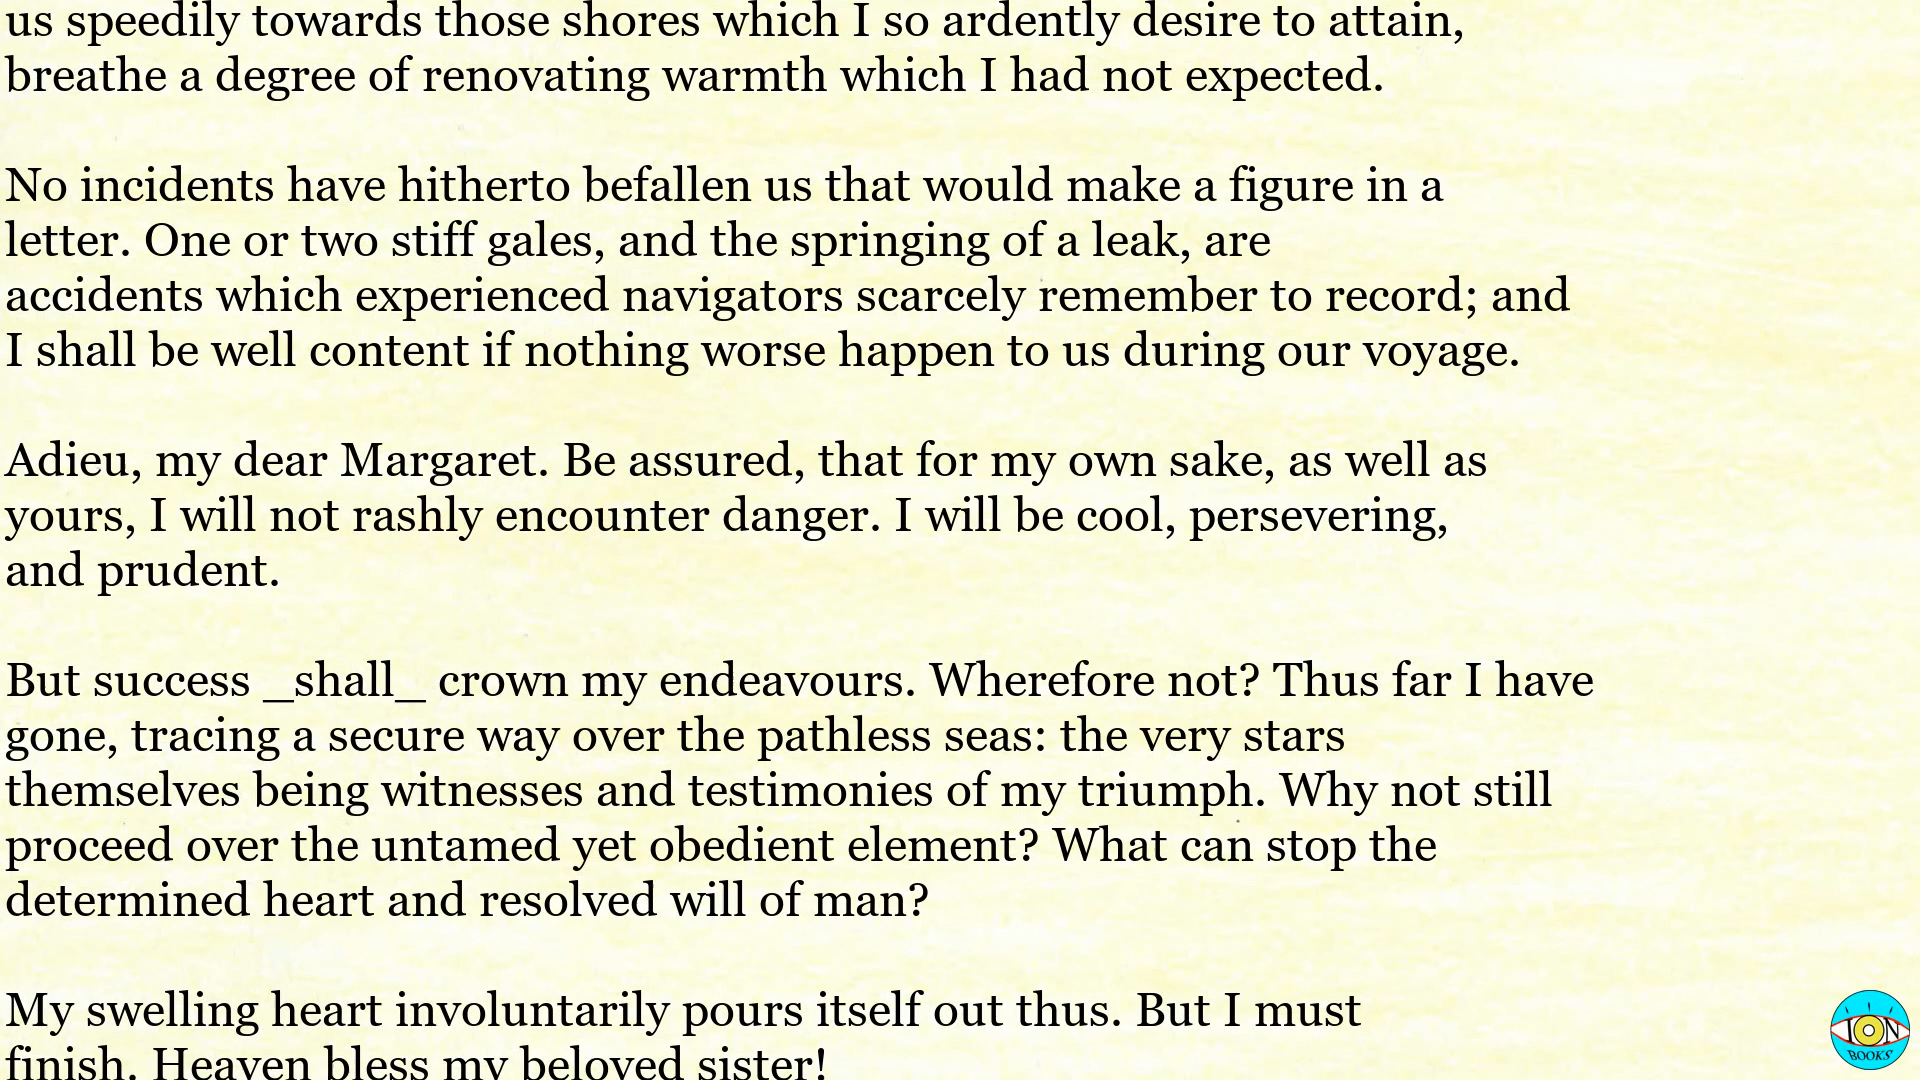 us speedily towards those shores which I so ardently desire to attain,
breathe a degree of renovating warmth which I had not expected.
No incidents have hitherto befallen us that would make a figure in a
letter. One or two stiff gales, and the springing of a leak, are
accidents which experienced navigators scarcely remember to record; and
I shall be well content if nothing worse happen to us during our voyage.
Adieu, my dear Margaret. Be assured, that for my own sake, as well as
yours, I will not rashly encounter danger. I will be cool, persevering,
and prudent.
But success _shall_ crown my endeavours. Wherefore not? Thus far I have
gone, tracing a secure way over the pathless seas: the very stars
themselves being witnesses and testimonies of my triumph. Why not still
proceed over the untamed yet obedient element? What can stop the
determined heart and resolved will of man?
My swelling heart involuntarily pours itself out thus. But I must
finish. Heaven bless my beloved sister!
ION
BOOKS